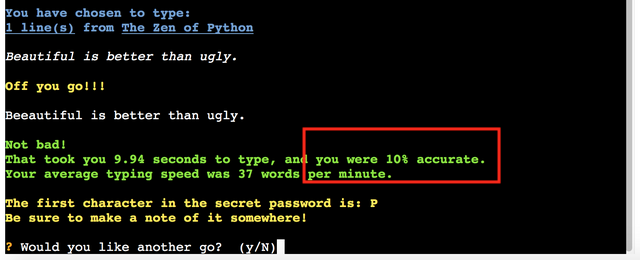 You have chosen to type:
1 line(s) from The Zen of Python
Beautiful is better than ugly.
Off you go!!!
Beeautiful is better than ugly.
Not bad!
That took you 9.94 seconds to type, and you were 10% accurate.
Your average typing speed was 37 words per minute.
The first character in the secret password is: P
Be sure to make a note of it somewhere!
? Would you like another go? (y/N)